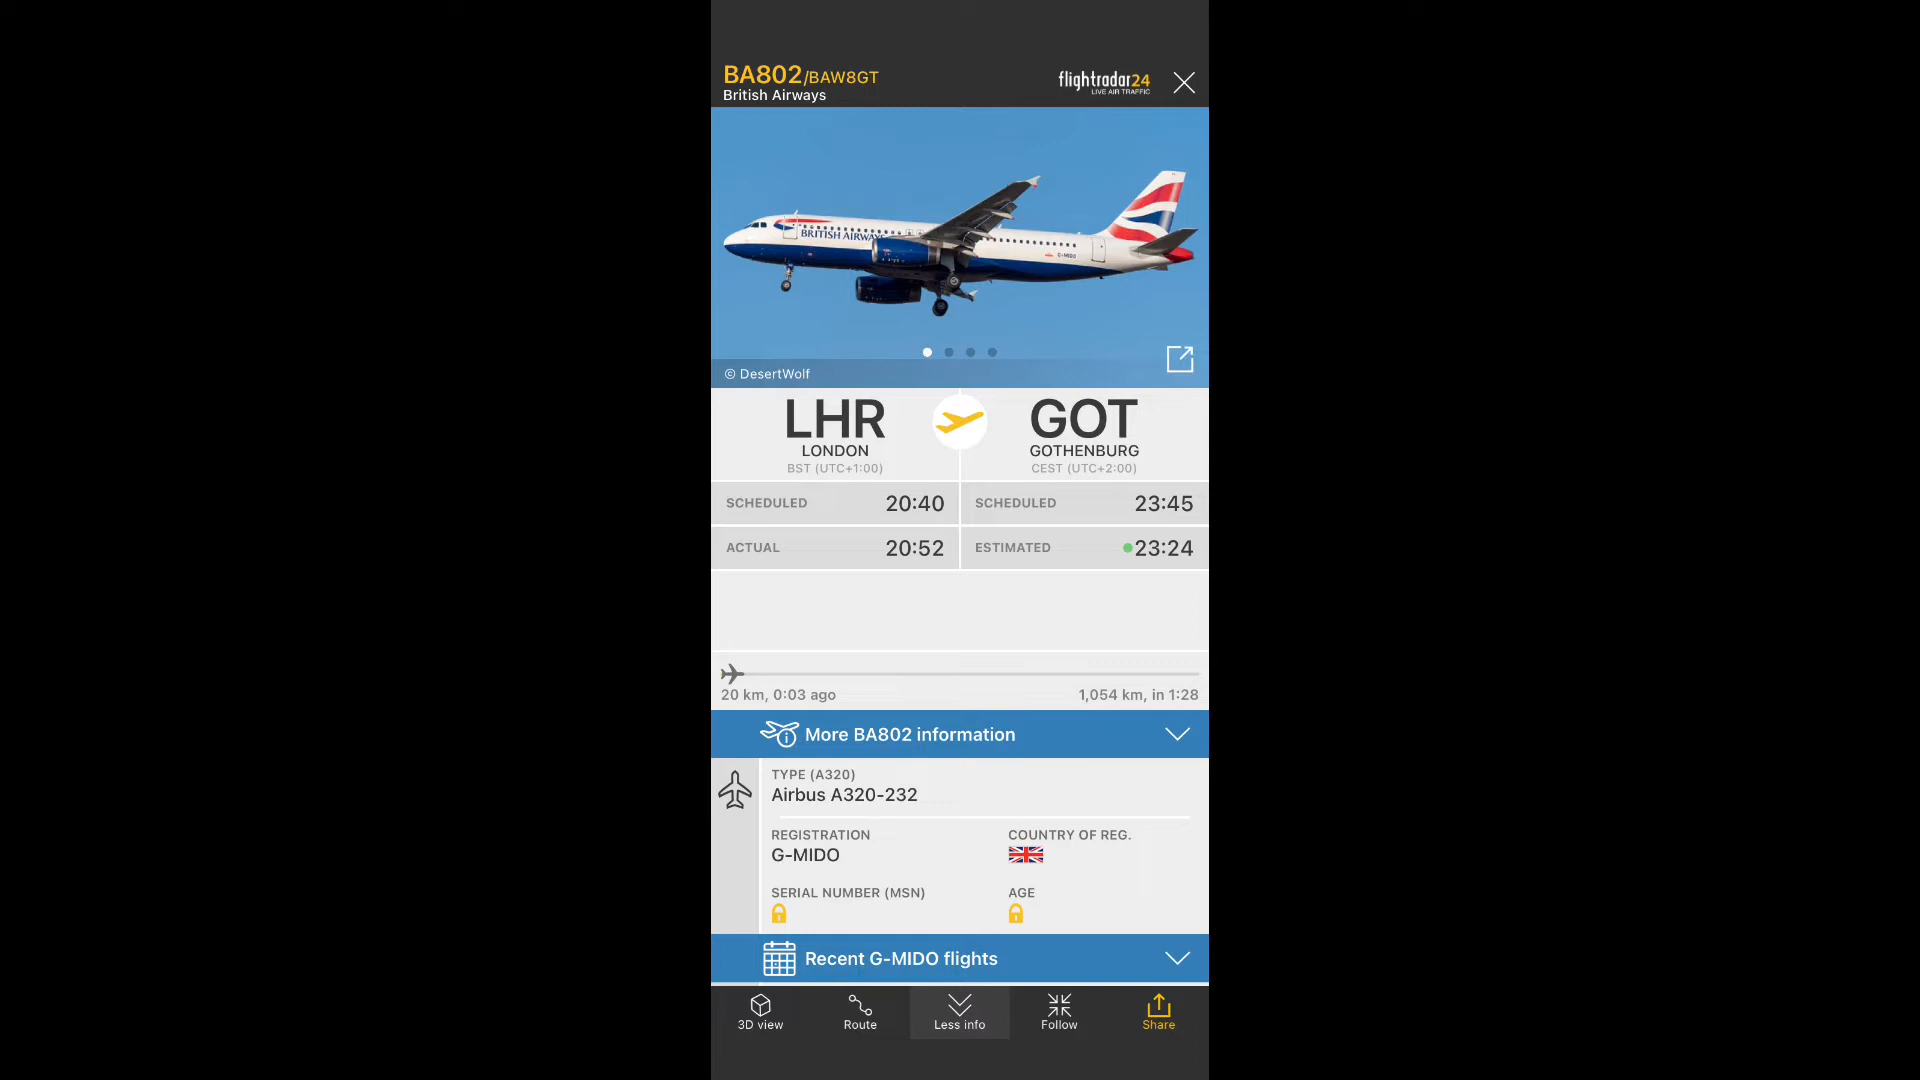 BA802/BAW8GT
British Airways
flightradar24
LIVE AIR TRAFFIC
BRITISH AIRWAYS
G-MIDO
© DesertWolf
LHR
LONDON
BST (UTC+1:00)
GOT
GOTHENBURG
CEST (UTC+2:00)
SCHEDULED 20:40
SCHEDULED 23:45
ACTUAL 20:52
ESTIMATED 23:24
20 km, 0:03 ago
1,054 km, in 1:28
More BA802 information
TYPE (A320)
Airbus A320-232
REGISTRATION
G-MIDO
COUNTRY OF REG.
SERIAL NUMBER (MSN)
AGE
Recent G-MIDO flights
3D view
Route
Less info
Follow
Share